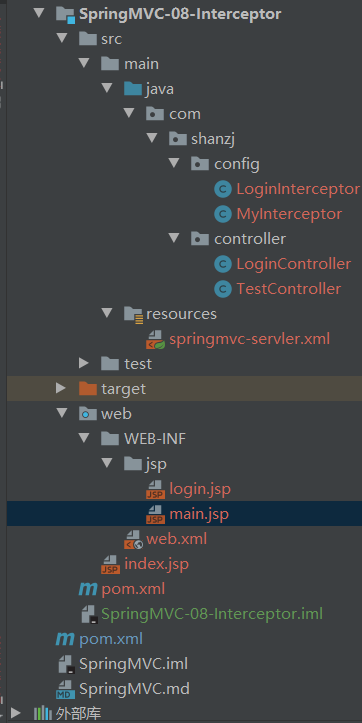 SpringMVC-08-Interceptor
src
main
java
com
shanzj
config
LoginInterceptor
MyInterceptor
controller
LoginController
TestController
resources
springmvc-servler.xml
test
target
web
WEB-INF
jsp
login.jsp
main.jsp
web.xml
index.jsp
pom.xml
SpringMVC-08-Interceptor.iml
pom.xml
SpringMVC.iml
SpringMVC.md
外部库